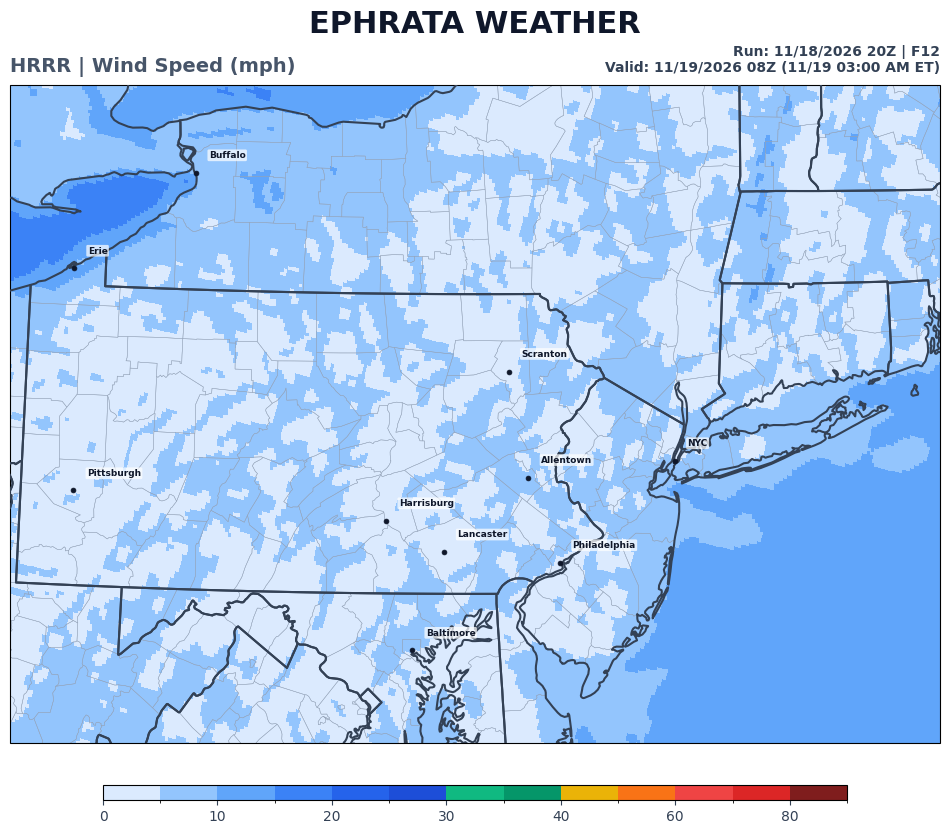 EPHRATA WEATHER
HRRR | Wind Speed (mph)
Run: 11/18/2026 20Z | F12
Valid: 11/19/2026 08Z (11/19 03:00 AM ET)
Buffalo
Erie
Scranton
NYC
Allentown
Pittsburgh
Harrisburg
Lancaster
Philadelphia
Baltimore
0 10 20 30 40 50 60 70 80